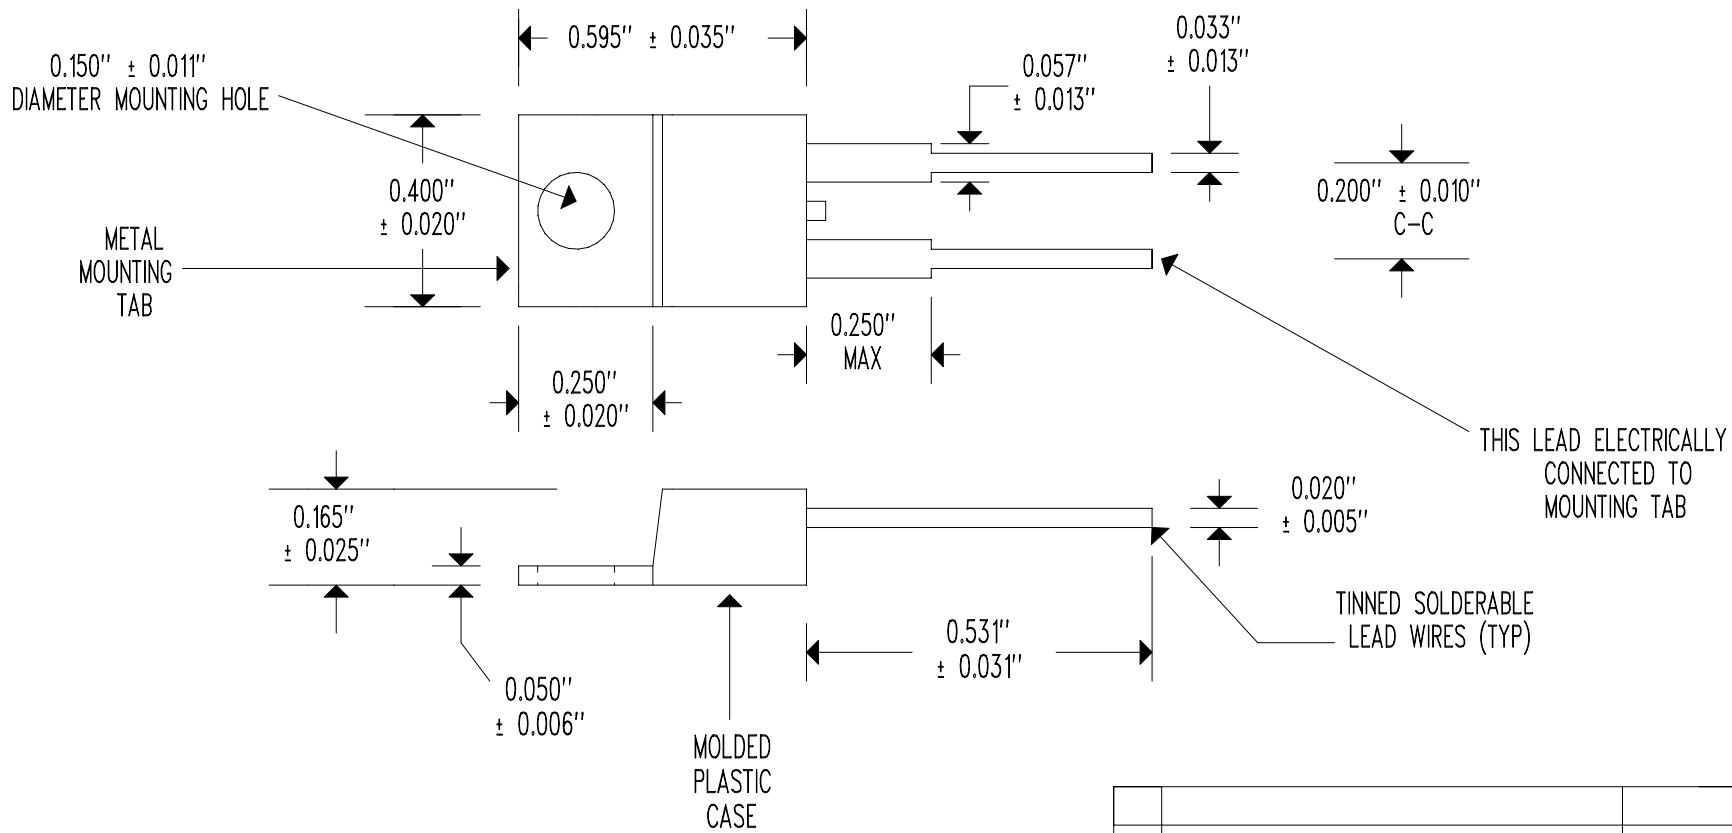 0.595" ± 0.035"
0.033"
± 0.013"
0.150" ± 0.011"
DIAMETER MOUNTING HOLE
0.057"
± 0.013"
0.400"
± 0.020"
0.200" ± 0.010"
C-C
METAL
MOUNTING
TAB
0.250"
MAX
0.250"
± 0.020"
THIS LEAD ELECTRICALLY
CONNECTED TO
MOUNTING TAB
0.165"
± 0.025"
0.020"
± 0.005"
TINNED SOLDERABLE
LEAD WIRES (TYP)
0.531"
± 0.031"
0.050"
± 0.006"
MOLDED
PLASTIC
CASE